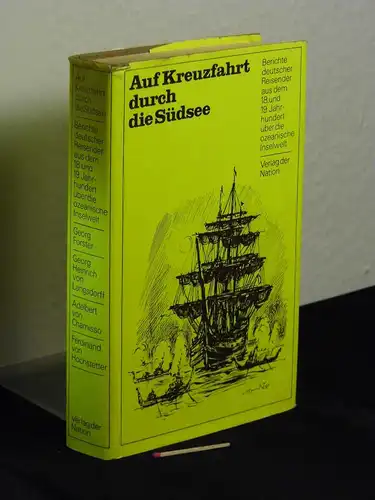 Auf Kreuzfahrt
durch
die Südsee
Berichte
deutscher
Reisender
aus dem
18. und
19. Jahr-
hundert
über die
ozeanische
Inselwelt
Verlag der
Nation
Auf
Kreuzfahrt
durch
die Südsee
Berichte
deutscher
Reisender
aus dem
18. und
19. Jahr-
hundert
über die
ozeanische
Inselwelt
Georg
Forster
Georg
Heinrich
von
Langsdorff
Adelbert
von
Chamisso
Ferdinand
von
Hochstetter
Verlag der
Nation